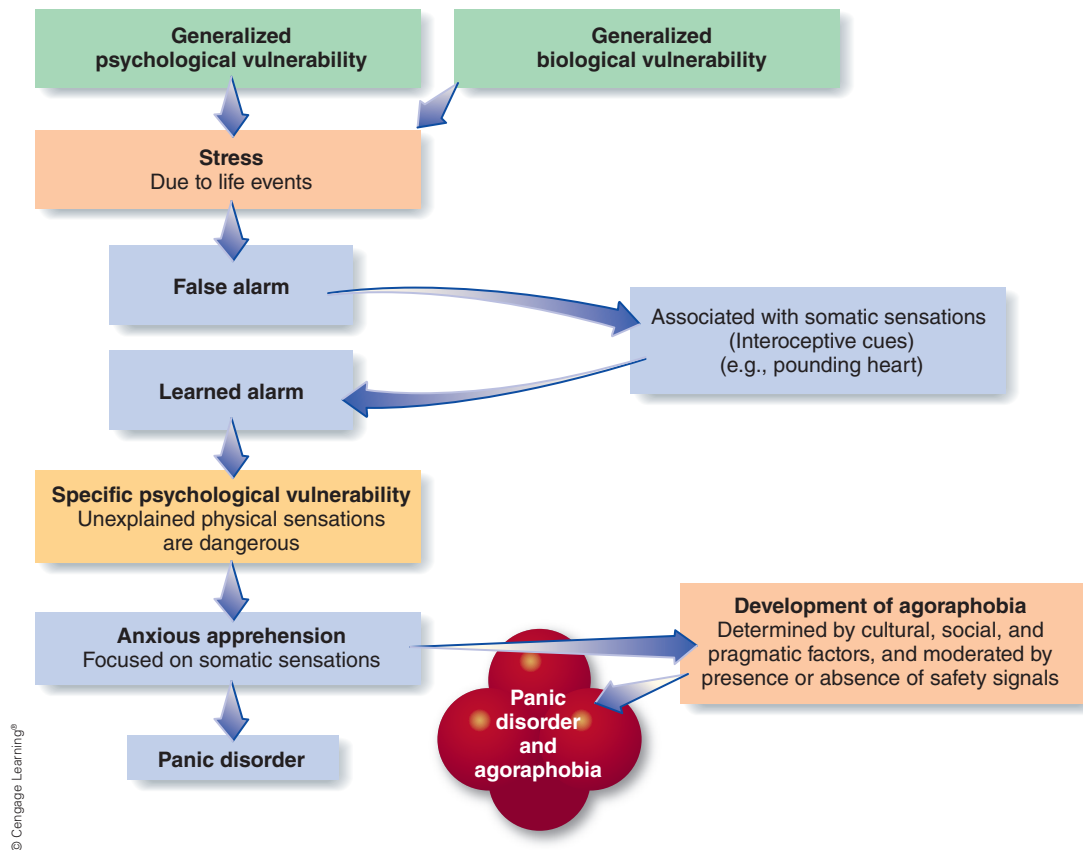 Generalized
psychological vulnerability
Generalized
biological vulnerability
Stress
Due to life events
False alarm
Associated with somatic sensations
(Interoceptive cues)
(e.g., pounding heart)
Learned alarm
Specific psychological vulnerability
Unexplained physical sensations
are dangerous
Anxious apprehension
Focused on somatic sensations
Development of agoraphobia
Determined by cultural, social, and
pragmatic factors, and moderated by
presence or absence of safety signals
Panic
disorder
and
agoraphobia
Panic disorder
© Cengage Learning®